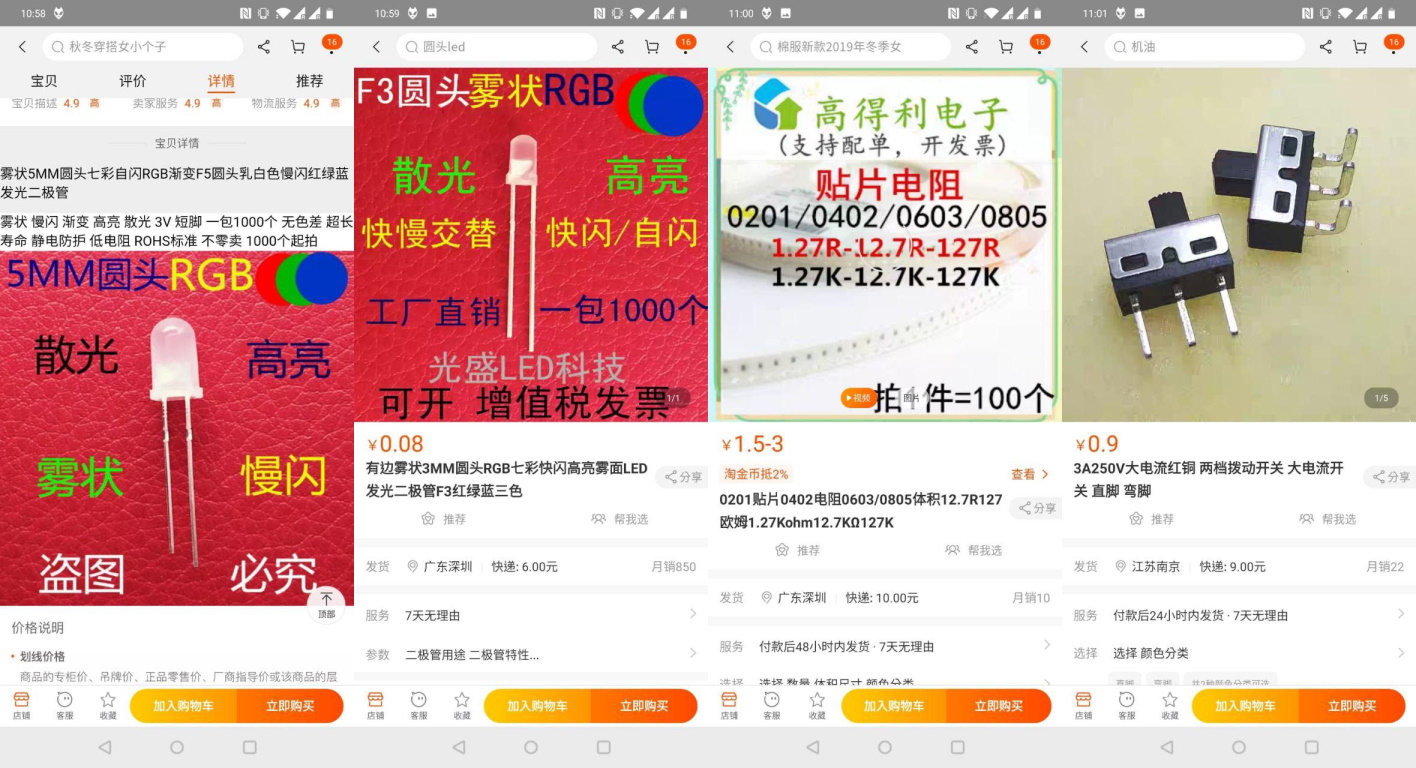 10:58
秋冬穿搭女小个子
16
宝贝
评价
详情
推荐
宝贝描述 4.9 高
卖家服务 4.9 高
物流服务 4.9 高
宝贝详情
雾状5MM圆头七彩自闪RGB渐变F5圆头乳白色慢闪红绿蓝
发光二极管
雾状 慢闪 渐变 高亮 散光 3V 短脚 一包1000个 无色差 超长
寿命 静电防护 低电阻 ROHS标准 不零卖 1000个起拍
5MM圆头RGB
散光
高亮
雾状
慢闪
盗图
必究
顶部
价格说明
划线价格
商品的专柜价、吊牌价、正品零售价、厂商指导价或该商品的层
店铺
客服
收藏
加入购物车
立即购买
10:59
圆头led
16
F3圆头雾状RGB
散光
高亮
快慢交替
快闪/自闪
工厂直销
一包1000个
光盛LED科技
可开 增值税发票
1/1
¥0.08
有边雾状3MM圆头RGB七彩快闪高亮雾面LED
发光二极管F3红绿蓝三色
分享
推荐
帮我选
发货
广东深圳
快递: 6.00元
月销850
服务
7天无理由
参数
二极管用途 二极管特性...
店铺
客服
收藏
加入购物车
立即购买
11:00
棉服新款2019年冬季女
16
高得利电子
(支持配单，开发票)
贴片电阻
0201/0402/0603/0805
1.27R-12.7R-127R
1.27K-12.7K-127K
视频
图片
拍1件=100个
¥1.5-3
淘金币抵2%
查看
0201贴片0402电阻0603/0805体积12.7R127
欧姆1.27Kohm12.7KΩ127K
分享
推荐
帮我选
发货
广东深圳
快递: 10.00元
月销10
服务
付款后48小时内发货 · 7天无理由
选择
选择 数量 体积尺寸 颜色分类
店铺
客服
收藏
加入购物车
立即购买
11:01
机油
16
1/5
¥0.9
3A250V大电流红铜 两档拨动开关 大电流开
关 直脚 弯脚
分享
推荐
帮我选
发货
江苏南京
快递: 9.00元
月销22
服务
付款后24小时内发货 · 7天无理由
选择
选择 颜色分类
直脚
弯脚
共2种颜色分类可选
店铺
客服
收藏
加入购物车
立即购买